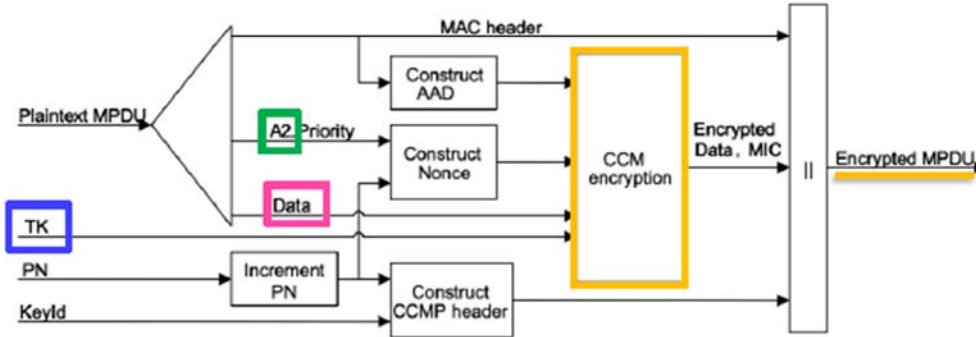 MAC header
Construct
AAD
Plaintext MPDU
A2, Priority
Construct
Nonce
CCM
encryption
Encrypted
Data , MIC
||
Encrypted MPDU
Data
TK
PN
Increment
PN
Construct
CCMP header
KeyId